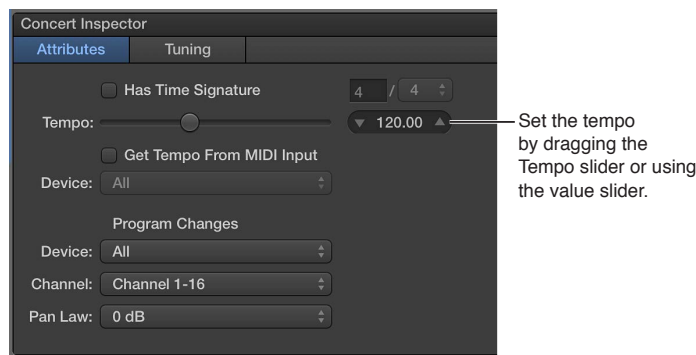 Concert Inspector
Attributes Tuning
Has Time Signature 4 / 4
Tempo: 120.00
Get Tempo From MIDI Input
Device: All
Program Changes
Device: All
Channel: Channel 1-16
Pan Law: 0 dB
Set the tempo
by dragging the
Tempo slider or using
the value slider.